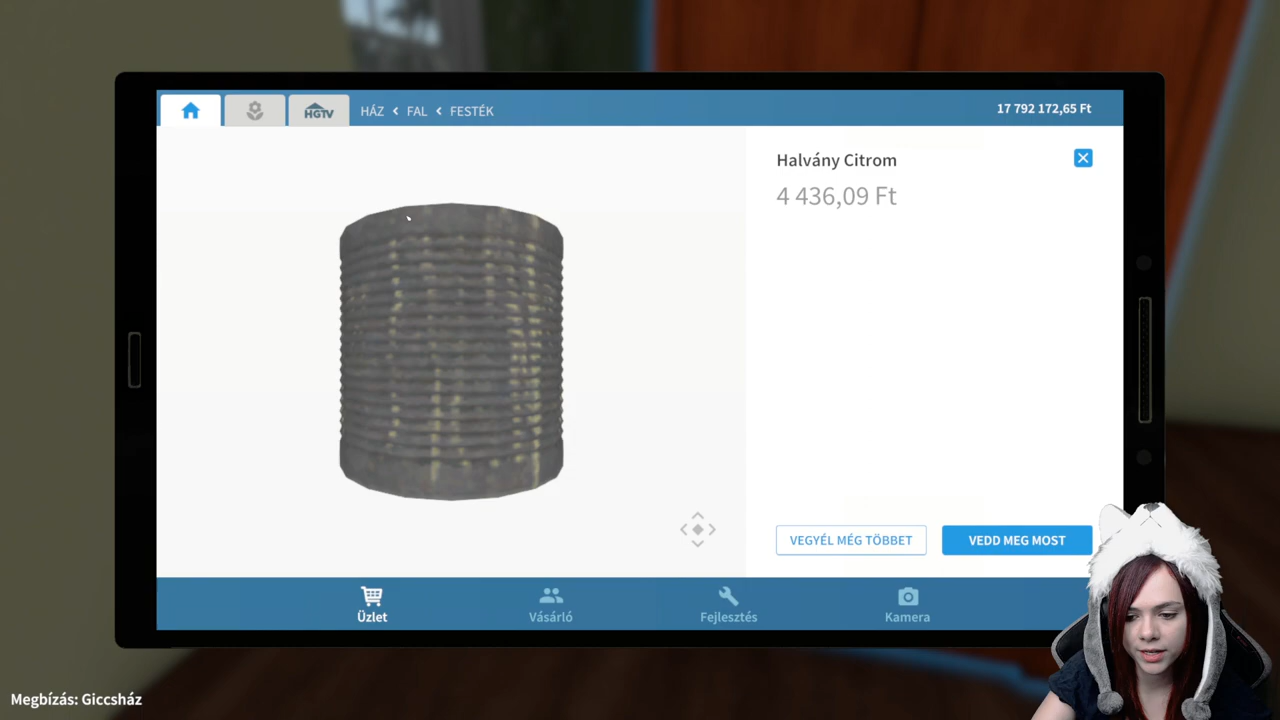 HGTV
HÁZ < FAL < FESTÉK
17 792 172,65 Ft
Halvány Citrom
4 436,09 Ft
VEGYÉL MÉG TÖBBET
VEDD MEG MOST
Üzlet
Vásárló
Fejlesztés
Kamera
Megbízás: Giccsház